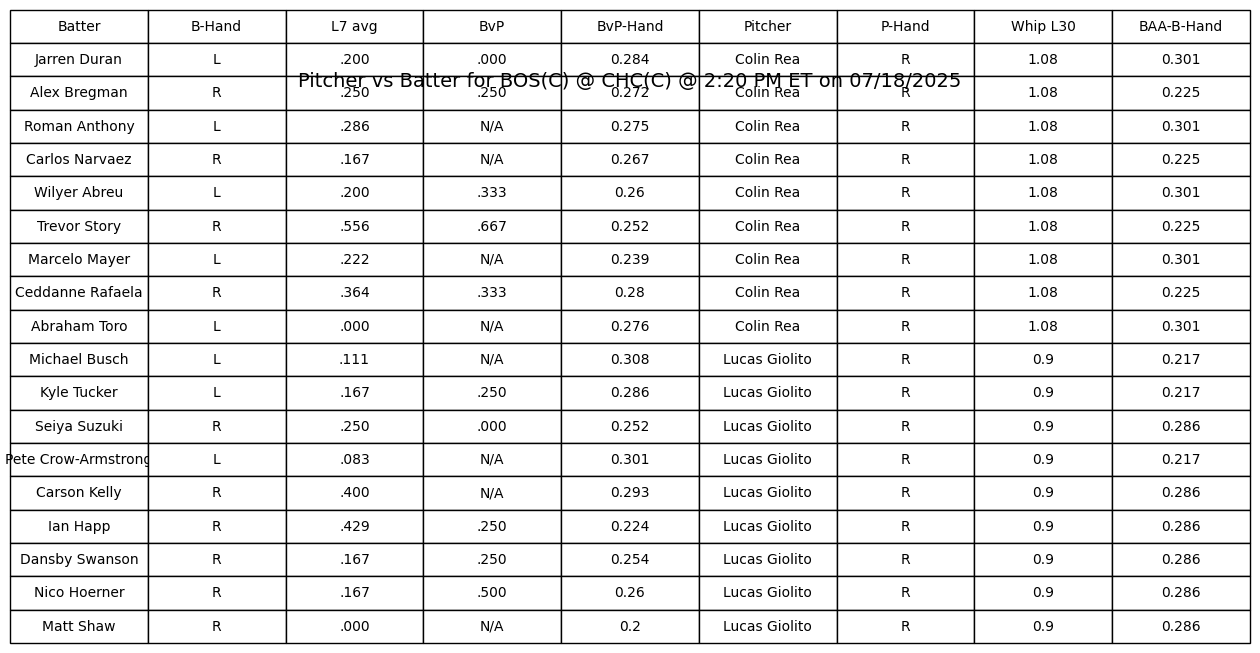 Batter B-Hand L7 avg BvP BvP-Hand Pitcher P-Hand Whip L30 BAA-B-Hand
Jarren Duran L .200 .000 0.284 Colin Rea R 1.08 0.301
Pitcher vs Batter for BOS(C) @ CHC(C) @ 2:20 PM ET on 07/18/2025
Alex Bregman R .250 .250 0.272 Colin Rea R 1.08 0.225
Roman Anthony L .286 N/A 0.275 Colin Rea R 1.08 0.301
Carlos Narvaez R .167 N/A 0.267 Colin Rea R 1.08 0.225
Wilyer Abreu L .200 .333 0.26 Colin Rea R 1.08 0.301
Trevor Story R .556 .667 0.252 Colin Rea R 1.08 0.225
Marcelo Mayer L .222 N/A 0.239 Colin Rea R 1.08 0.301
Ceddanne Rafaela R .364 .333 0.28 Colin Rea R 1.08 0.225
Abraham Toro L .000 N/A 0.276 Colin Rea R 1.08 0.301
Michael Busch L .111 N/A 0.308 Lucas Giolito R 0.9 0.217
Kyle Tucker L .167 .250 0.286 Lucas Giolito R 0.9 0.217
Seiya Suzuki R .250 .000 0.252 Lucas Giolito R 0.9 0.286
Pete Crow-Armstrong L .083 N/A 0.301 Lucas Giolito R 0.9 0.217
Carson Kelly R .400 N/A 0.293 Lucas Giolito R 0.9 0.286
Ian Happ R .429 .250 0.224 Lucas Giolito R 0.9 0.286
Dansby Swanson R .167 .250 0.254 Lucas Giolito R 0.9 0.286
Nico Hoerner R .167 .500 0.26 Lucas Giolito R 0.9 0.286
Matt Shaw R .000 N/A 0.2 Lucas Giolito R 0.9 0.286